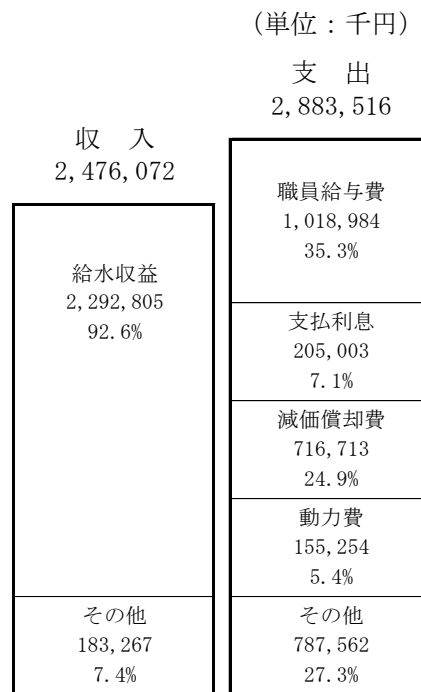 （単位：千円）
支　出
2,883,516
収　入
2,476,072
給水収益
2,292,805
92.6%
その他
183,267
7.4%
職員給与費
1,018,984
35.3%
支払利息
205,003
7.1%
減価償却費
716,713
24.9%
動力費
155,254
5.4%
その他
787,562
27.3%